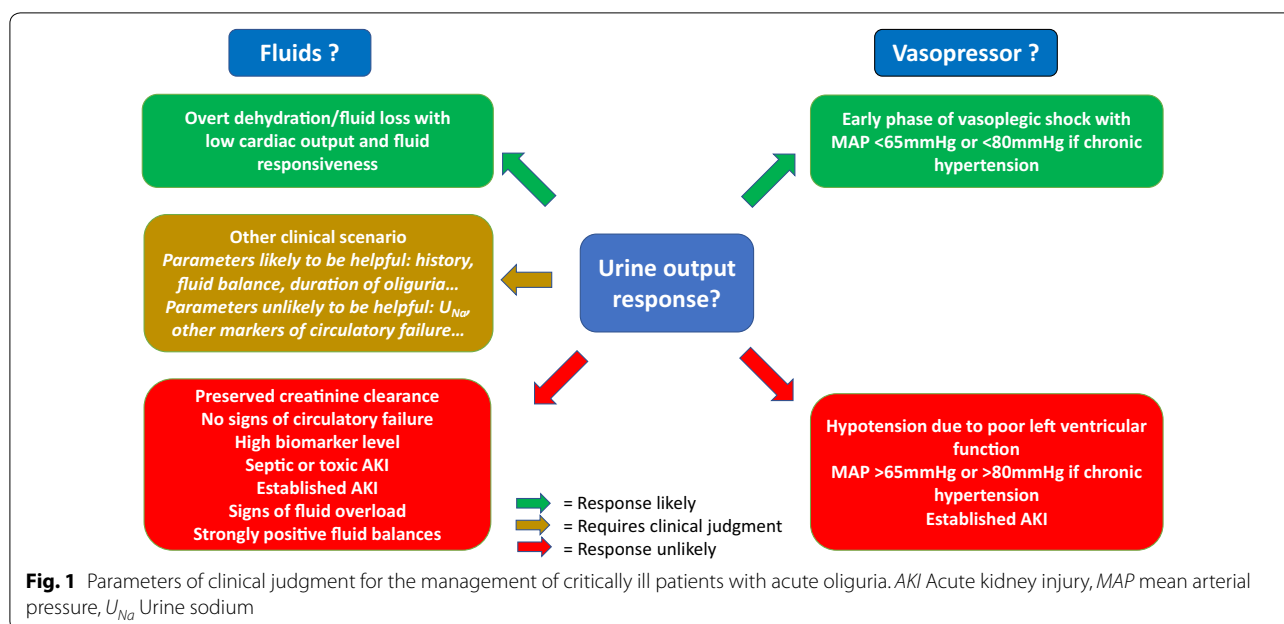 Fluids ?
Overt dehydration/fluid loss with
low cardiac output and fluid
responsiveness
Other clinical scenario
Parameters likely to be helpful: history,
fluid balance, duration of oliguria…
Parameters unlikely to be helpful: U_Na,
other markers of circulatory failure…
Preserved creatinine clearance
No signs of circulatory failure
High biomarker level
Septic or toxic AKI
Established AKI
Signs of fluid overload
Strongly positive fluid balances
Urine output
response?
= Response likely
= Requires clinical judgment
= Response unlikely
Vasopressor ?
Early phase of vasoplegic shock with
MAP <65mmHg or <80mmHg if chronic
hypertension
Hypotension due to poor left ventricular
function
MAP >65mmHg or >80mmHg if chronic
hypertension
Established AKI
Fig. 1 Parameters of clinical judgment for the management of critically ill patients with acute oliguria. AKI Acute kidney injury, MAP mean arterial
pressure, U_Na Urine sodium